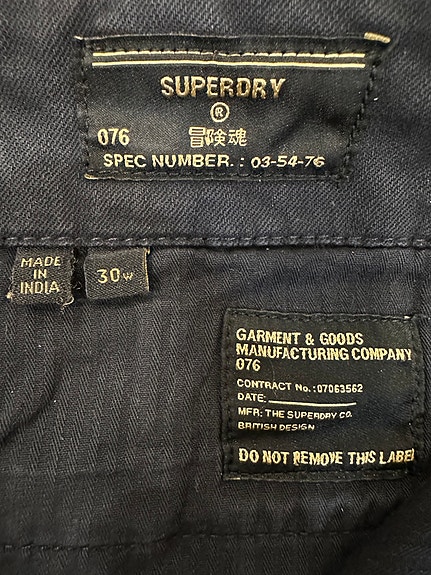 SUPERDRY
®
076 冒険魂
SPEC NUMBER. : 03-54-76
MADE
IN
INDIA
30W
GARMENT & GOODS
MANUFACTURING COMPANY
076
CONTRACT No.:07063562
DATE:
MFR: THE SUPERDRY CO.
BRITISH DESIGN
DO NOT REMOVE THIS LABEL